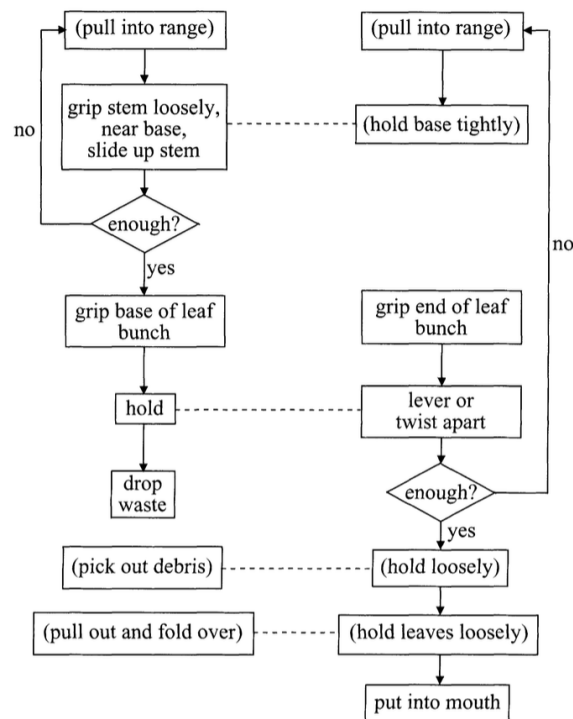 (pull into range)
(pull into range)
grip stem loosely,
near base,
slide up stem
(hold base tightly)
no
enough?
no
yes
grip base of leaf
bunch
grip end of leaf
bunch
hold
lever or
twist apart
drop
waste
enough?
yes
(pick out debris)
(hold loosely)
(pull out and fold over)
(hold leaves loosely)
put into mouth